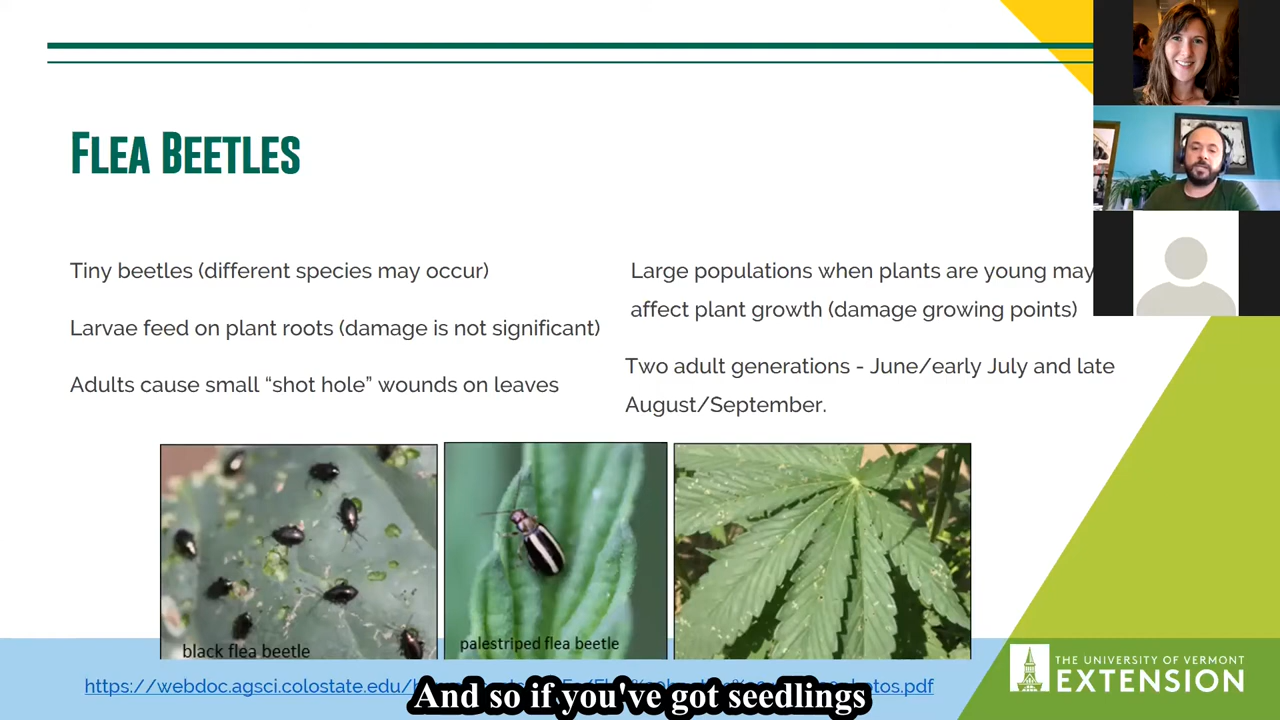 FLEA BEETLES
Tiny beetles (different species may occur)
Larvae feed on plant roots (damage is not significant)
Adults cause small “shot hole” wounds on leaves
Large populations when plants are young may
affect plant growth (damage growing points)
Two adult generations - June/early July and late
August/September.
black flea beetle
palestriped flea beetle
https://webdoc.agsci.colostate.edu/
And so if you've got seedlings
THE UNIVERSITY OF VERMONT
EXTENSION